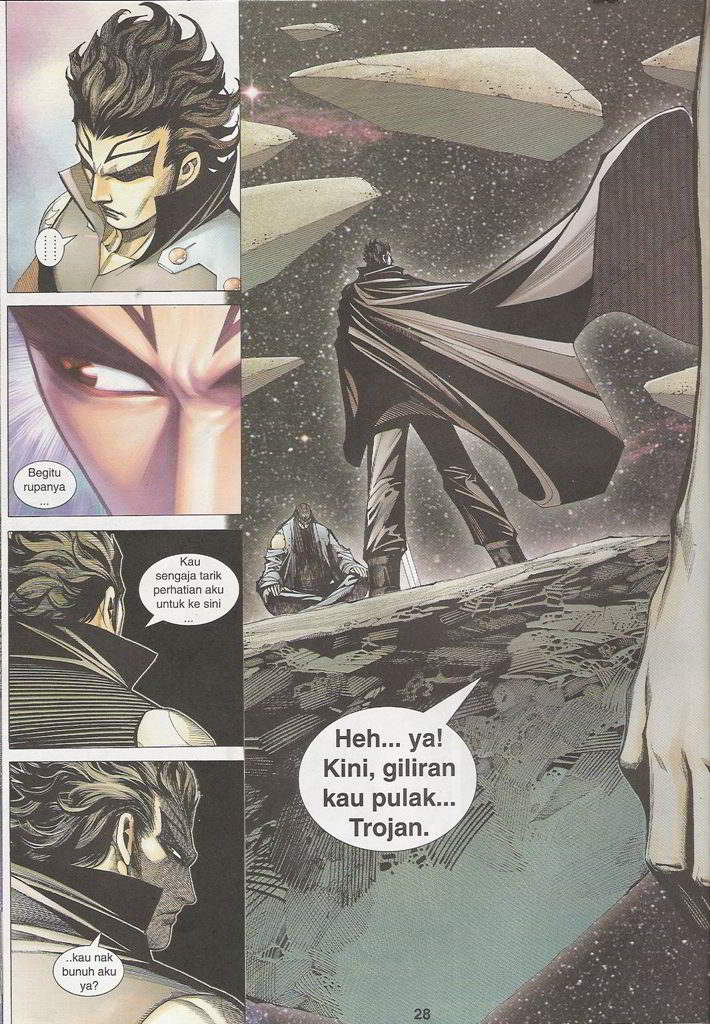 ......
Begitu
rupanya
...
Kau
sengaja tarik
perhatian aku
untuk ke sini
...
..kau nak
bunuh aku
ya?
Heh... ya!
Kini, giliran
kau pulak...
Trojan.
28